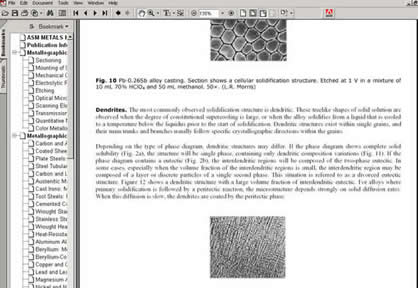 File Edit Document Tools View Window Help
130%
Bookmarks
Thumbnails
Bookmark
ASM METALS
Publication Info
Metallographic
Sectioning
Mounting of S
Mechanical
Electrolytic P
Etching
Optical Micr
Scanning El
Transmission
Quantitative
Color Metallo
Metallographic
Carbon and A
Coated Shee
Plate Steels
Steel Tubula
Carbon and L
Austenitic M
Cast Irons: M
Tool Steels:
Cemented C
Wrought Stai
Stainless St
Wrought Hea
Heat-Resista
Aluminum Al
Beryllium: M
Beryllium-Co
Copper and C
Lead and Lea
Magnesium
Nickel and N
Fig. 10 Pb-0.26Sb alloy casting. Section shows a cellular solidification structure. Etched at 1 V in a mixture of
10 mL 70% HClO₄ and 50 mL methanol. 50×. (L.R. Morris)
Dendrites. The most commonly observed solidification structure is dendritic. These treelike shapes of solid solution are
observed when the degree of constitutional supercooling is large, or when the alloy solidifies from a liquid that is cooled
to a temperature below the liquidus prior to the start of solidification. Dendritic structures exist within single grains, and
their main trunks and branches usually follow specific crystallographic directions within the grains.
Depending on the type of phase diagram, dendritic structures may differ. If the phase diagram shows complete solid
solubility (Fig. 2a), the structure will be single phase, containing only dendritic composition variations (Fig. 11). If the
phase diagram contains a eutectic (Fig. 2b), the interdendritic regions will be composed of the two-phase eutectic. In
some cases, especially when the volume fraction of the interdendritic regions is small, the interdendritic region may be
composed of a layer or discrete particles of a single second phase. This situation is referred to as a divorced eutectic
structure. Figure 12 shows a dendritic structure with a large volume fraction of interdendritic eutectic. For alloys where
primary solidification is followed by a peritectic reaction, the microstructure depends strongly on solid diffusion rates.
When this diffusion is slow, the dendrites are coated by the peritectic phase.